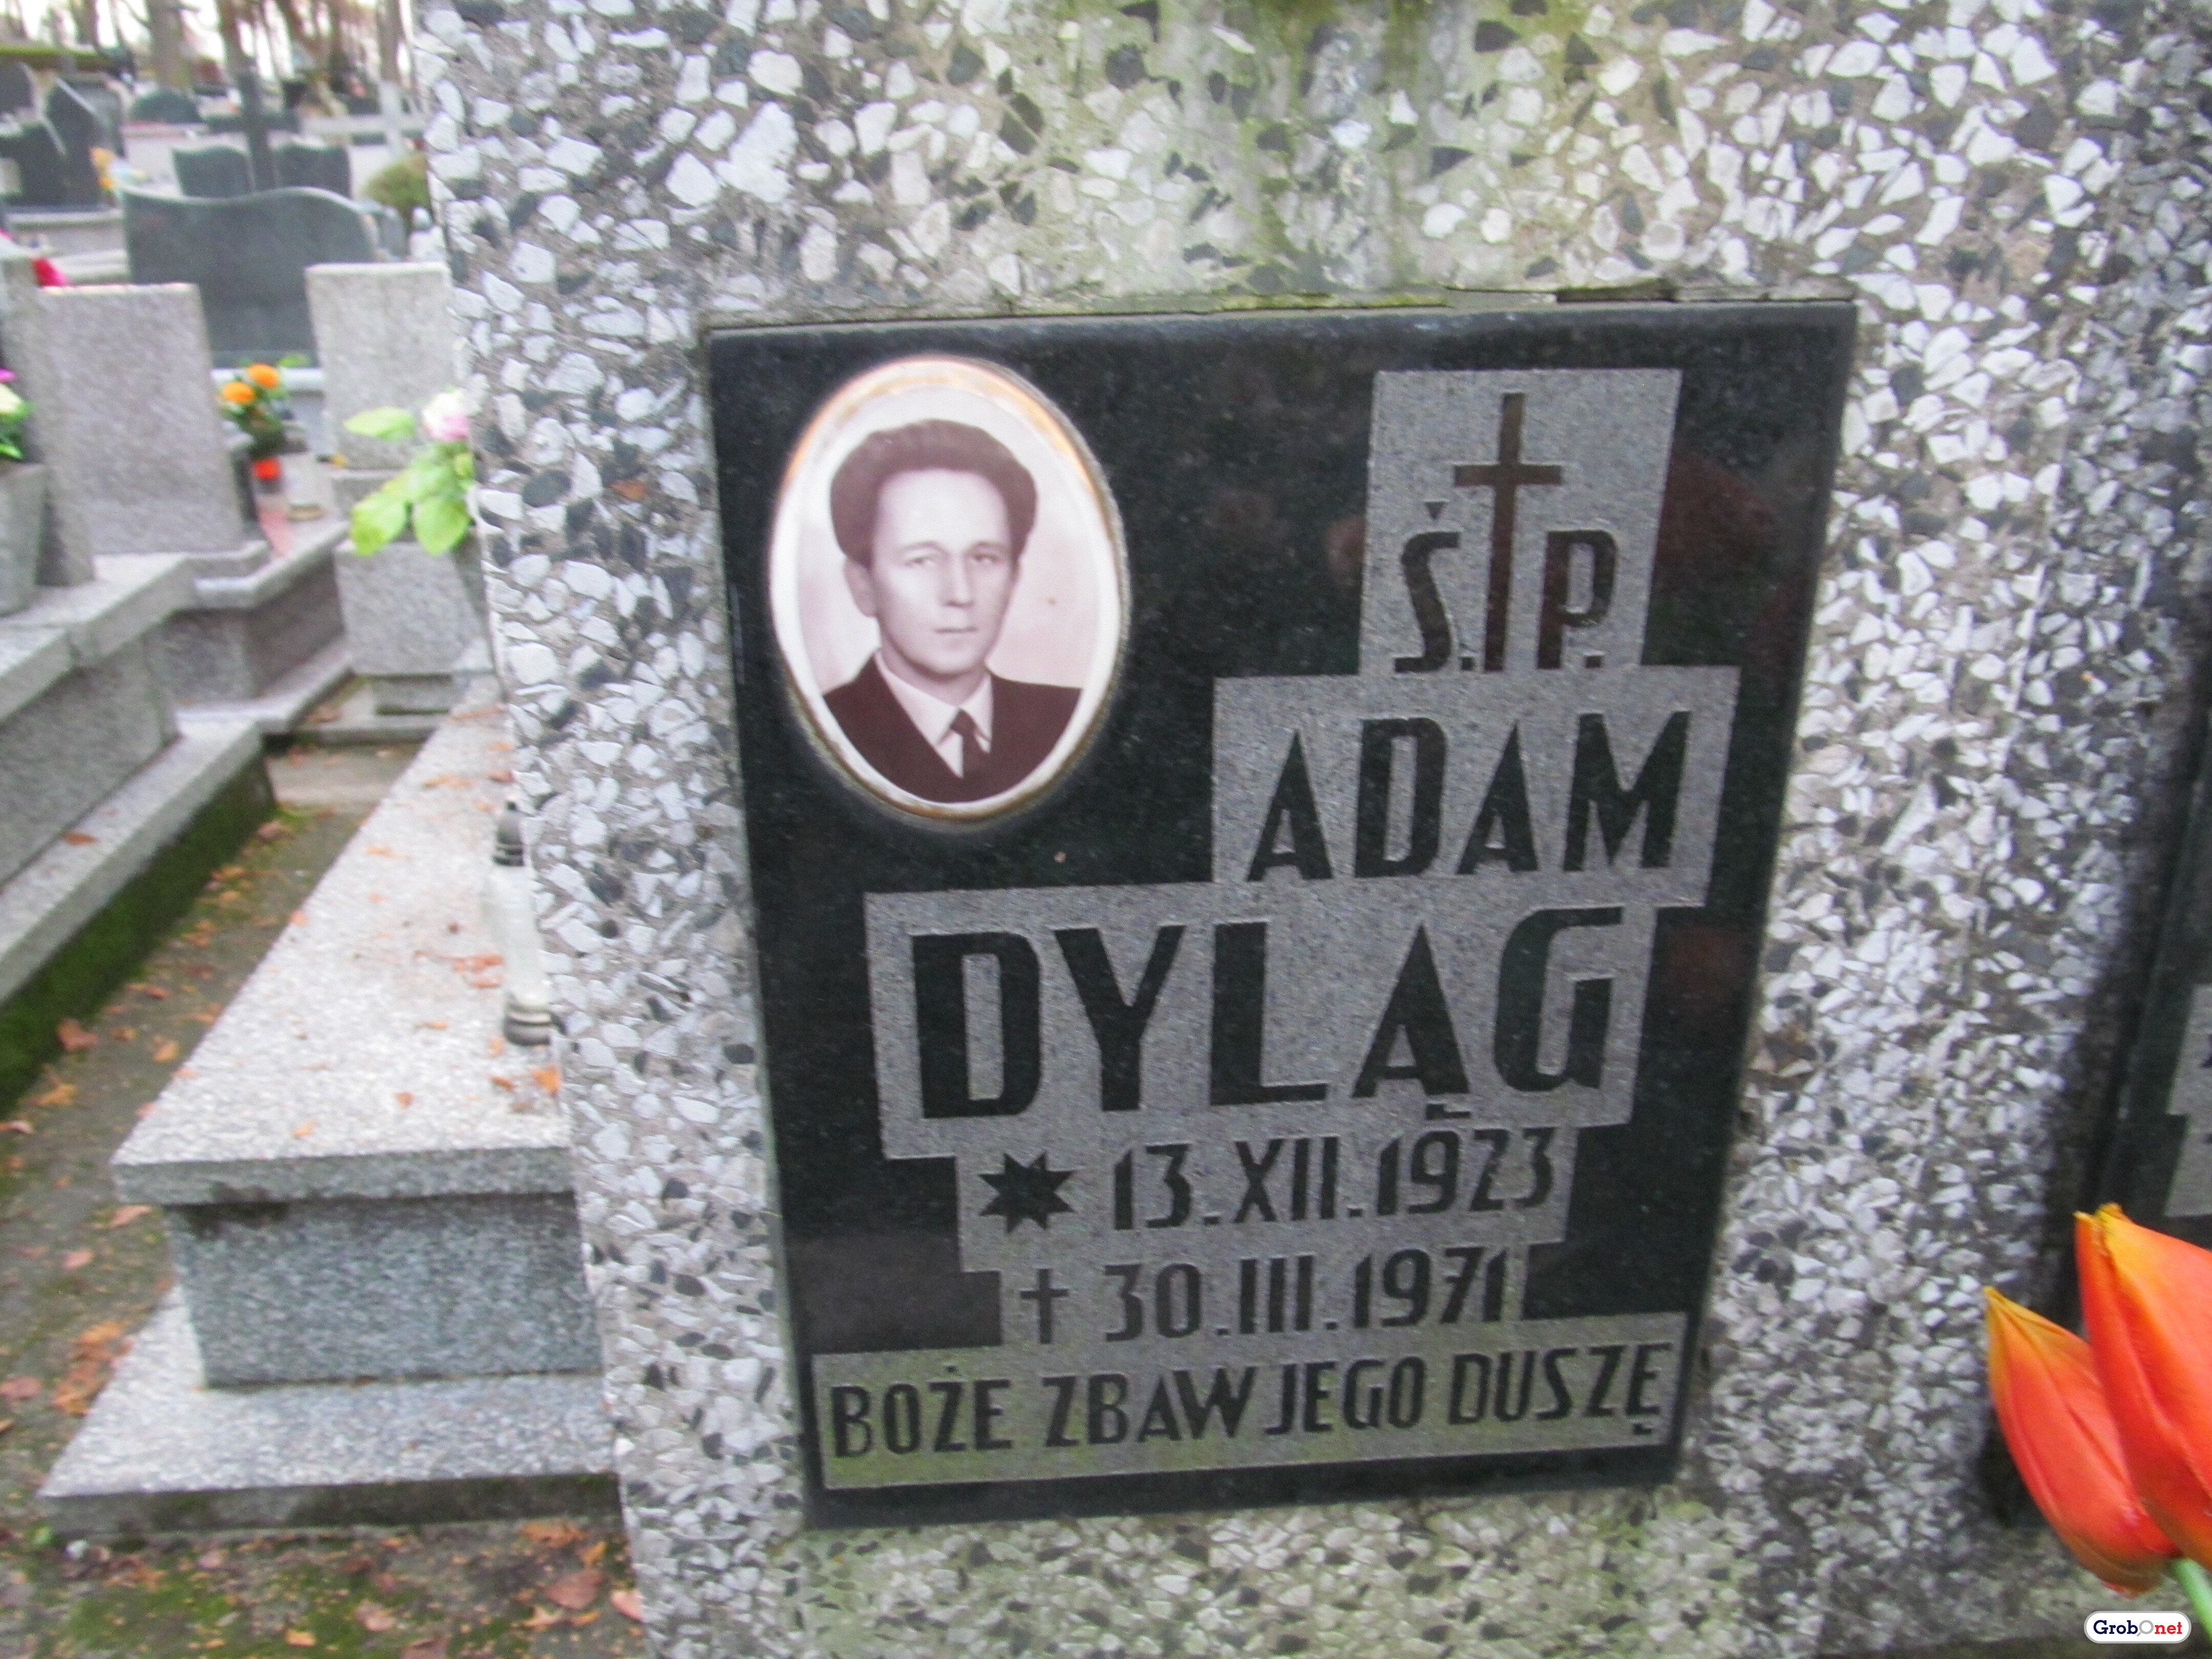 Ś. P.
ADAM
DYLĄG
13.XII.1923
30.III.1971
BOŻE ZBAW JEGO DUSZĘ
GrobOnet